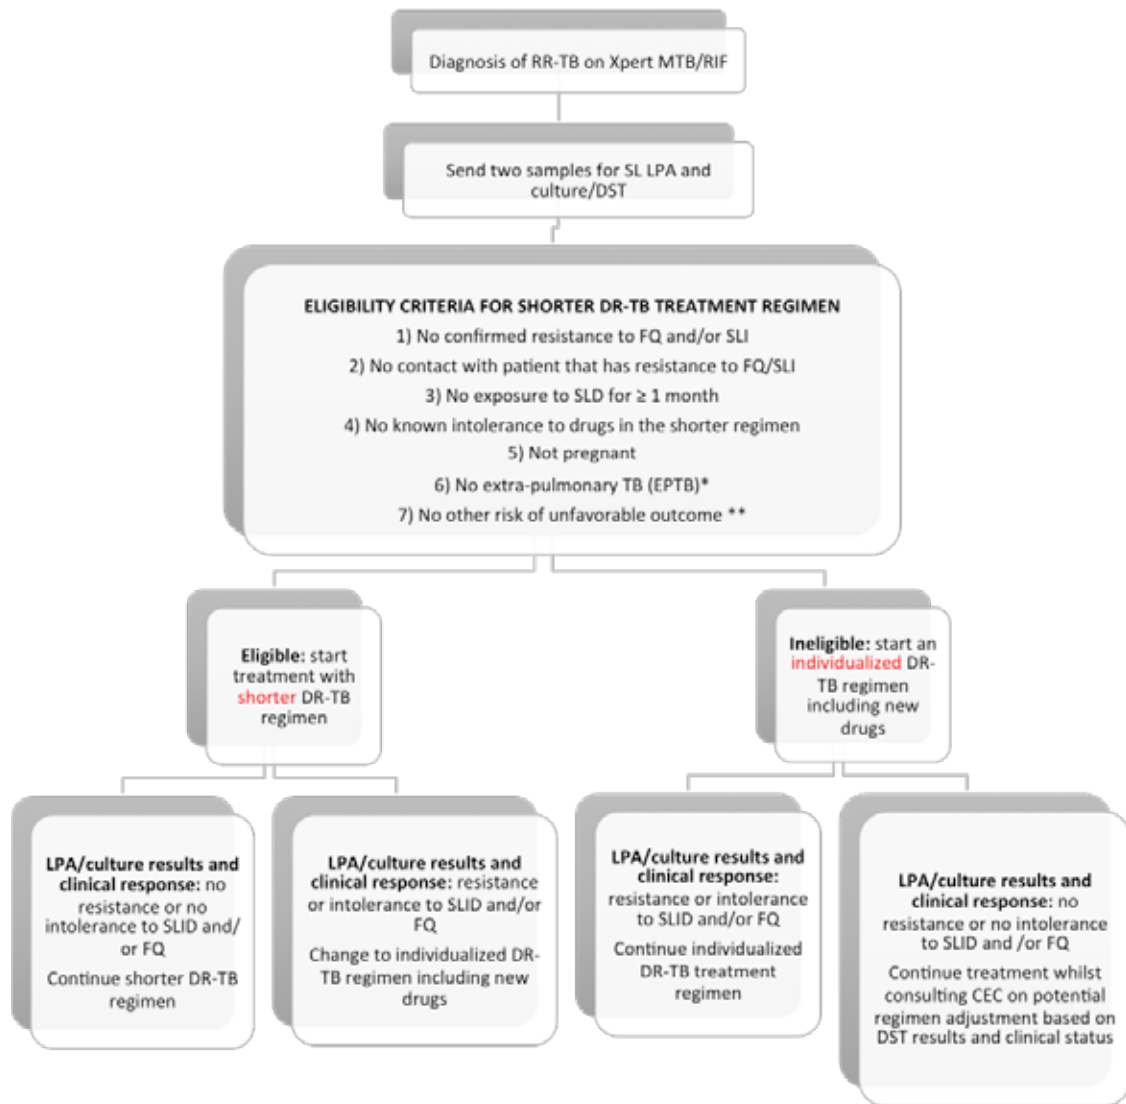 Diagnosis of RR-TB on Xpert MTB/RIF
Send two samples for SL LPA and
culture/DST
ELIGIBILITY CRITERIA FOR SHORTER DR-TB TREATMENT REGIMEN
1) No confirmed resistance to FQ and/or SLI
2) No contact with patient that has resistance to FQ/SLI
3) No exposure to SLD for ≥ 1 month
4) No known intolerance to drugs in the shorter regimen
5) Not pregnant
6) No extra-pulmonary TB (EPTB)*
7) No other risk of unfavorable outcome **
Eligible: start
treatment with
shorter DR-TB
regimen
Ineligible: start an
individualized DR-
TB regimen
including new
drugs
LPA/culture results and
clinical response: no
resistance or no
intolerance to SLID and/
or FQ
Continue shorter DR-TB
regimen
LPA/culture results and
clinical response: resistance
or intolerance to SLID and/or
FQ
Change to individualized DR-
TB regimen including new
drugs
LPA/culture results and
clinical response:
resistance or intolerance
to SLID and/or FQ
Continue individualized
DR-TB treatment
regimen
LPA/culture results and
clinical response: no
resistance or no intolerance
to SLID and /or FQ
Continue treatment whilst
consulting CEC on potential
regimen adjustment based on
DST results and clinical status